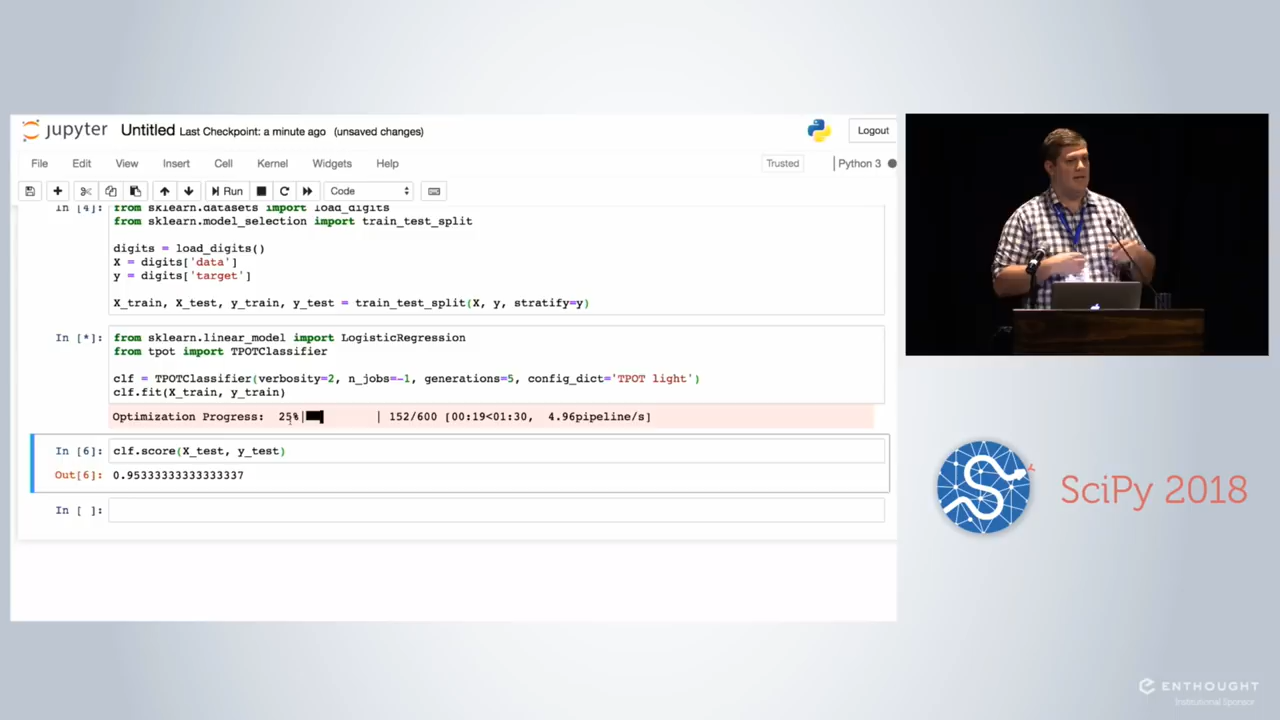 jupyter Untitled Last Checkpoint: a minute ago (unsaved changes) Logout
File Edit View Insert Cell Kernel Widgets Help Trusted Python 3
Run Code
In [4]: from sklearn.datasets import load_digits
from sklearn.model_selection import train_test_split
digits = load_digits()
X = digits['data']
y = digits['target']
X_train, X_test, y_train, y_test = train_test_split(X, y, stratify=y)
In [*]: from sklearn.linear_model import LogisticRegression
from tpot import TPOTClassifier
clf = TPOTClassifier(verbosity=2, n_jobs=-1, generations=5, config_dict='TPOT light')
clf.fit(X_train, y_train)
Optimization Progress: 25%| | 152/600 [00:19<01:30, 4.96pipeline/s]
In [6]: clf.score(X_test, y_test)
Out[6]: 0.95333333333333337
In [ ]:
SciPy 2018
ENTHOUGHT
Institutional Sponsor